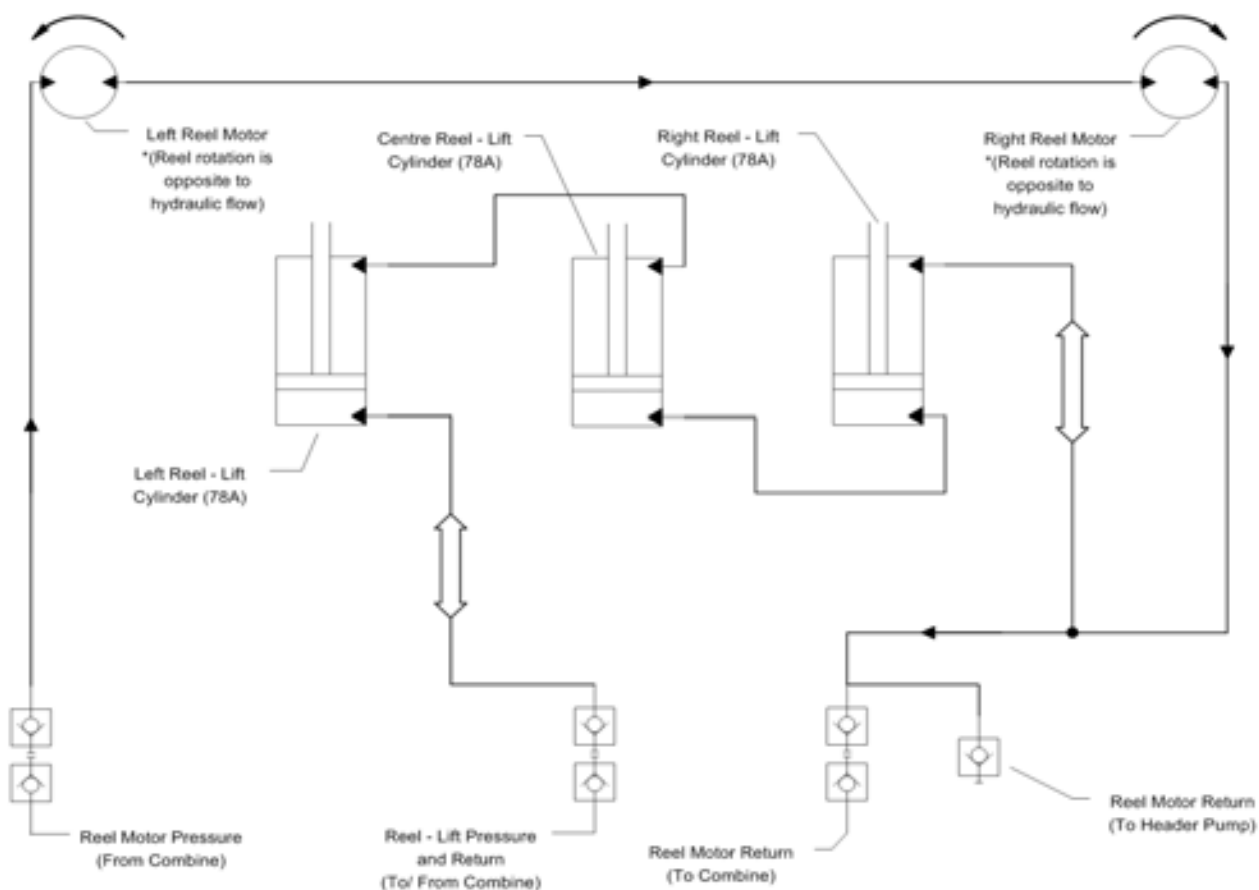 Left Reel Motor
*(Reel rotation is
opposite to
hydraulic flow)
Centre Reel - Lift
Cylinder (78A)
Right Reel - Lift
Cylinder (78A)
Right Reel Motor
*(Reel rotation is
opposite to
hydraulic flow)
Left Reel - Lift
Cylinder (78A)
Reel Motor Pressure
(From Combine)
Reel - Lift Pressure
and Return
(To/ From Combine)
Reel Motor Return
(To Combine)
Reel Motor Return
(To Header Pump)